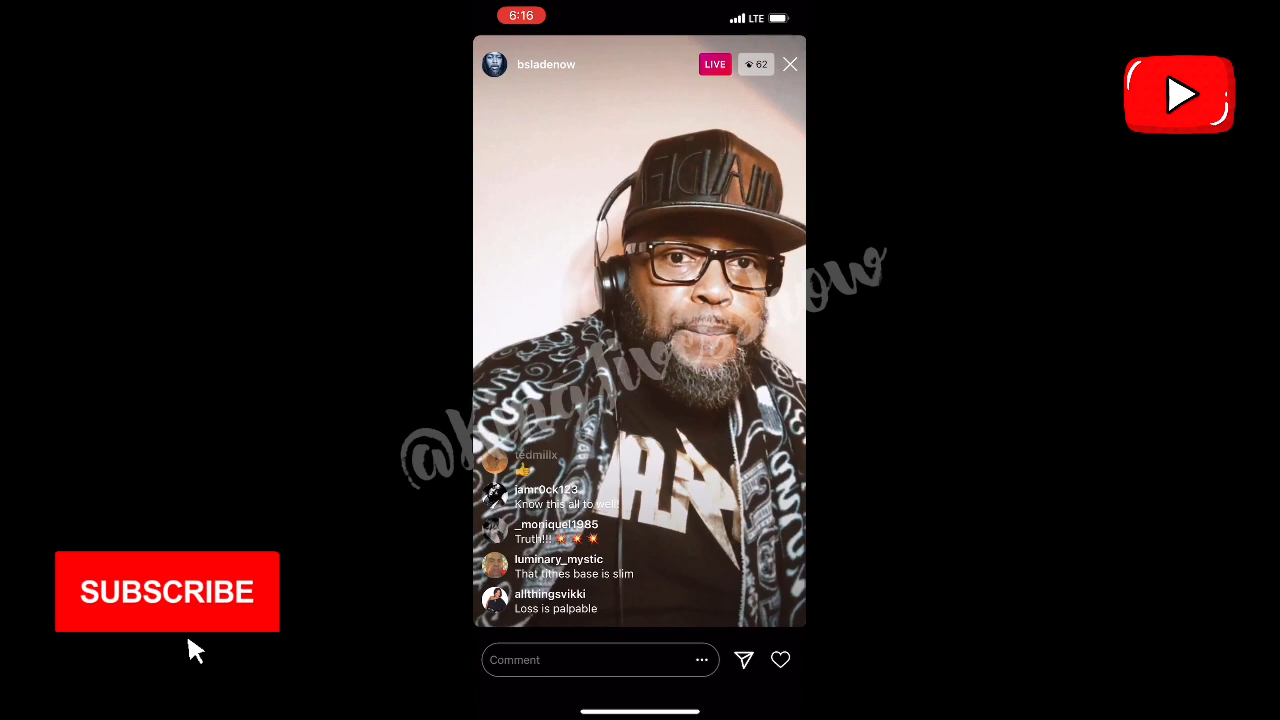 6:16
LTE
bsladenow
LIVE
62
GLAM
tedmillx
👍
jamr0ck123
Know this all to well!
_moniquel1985
Truth!!! 💥 💥 💥
luminary_mystic
That tithes base is slim
allthingsvikki
Loss is palpable
Comment
SUBSCRIBE